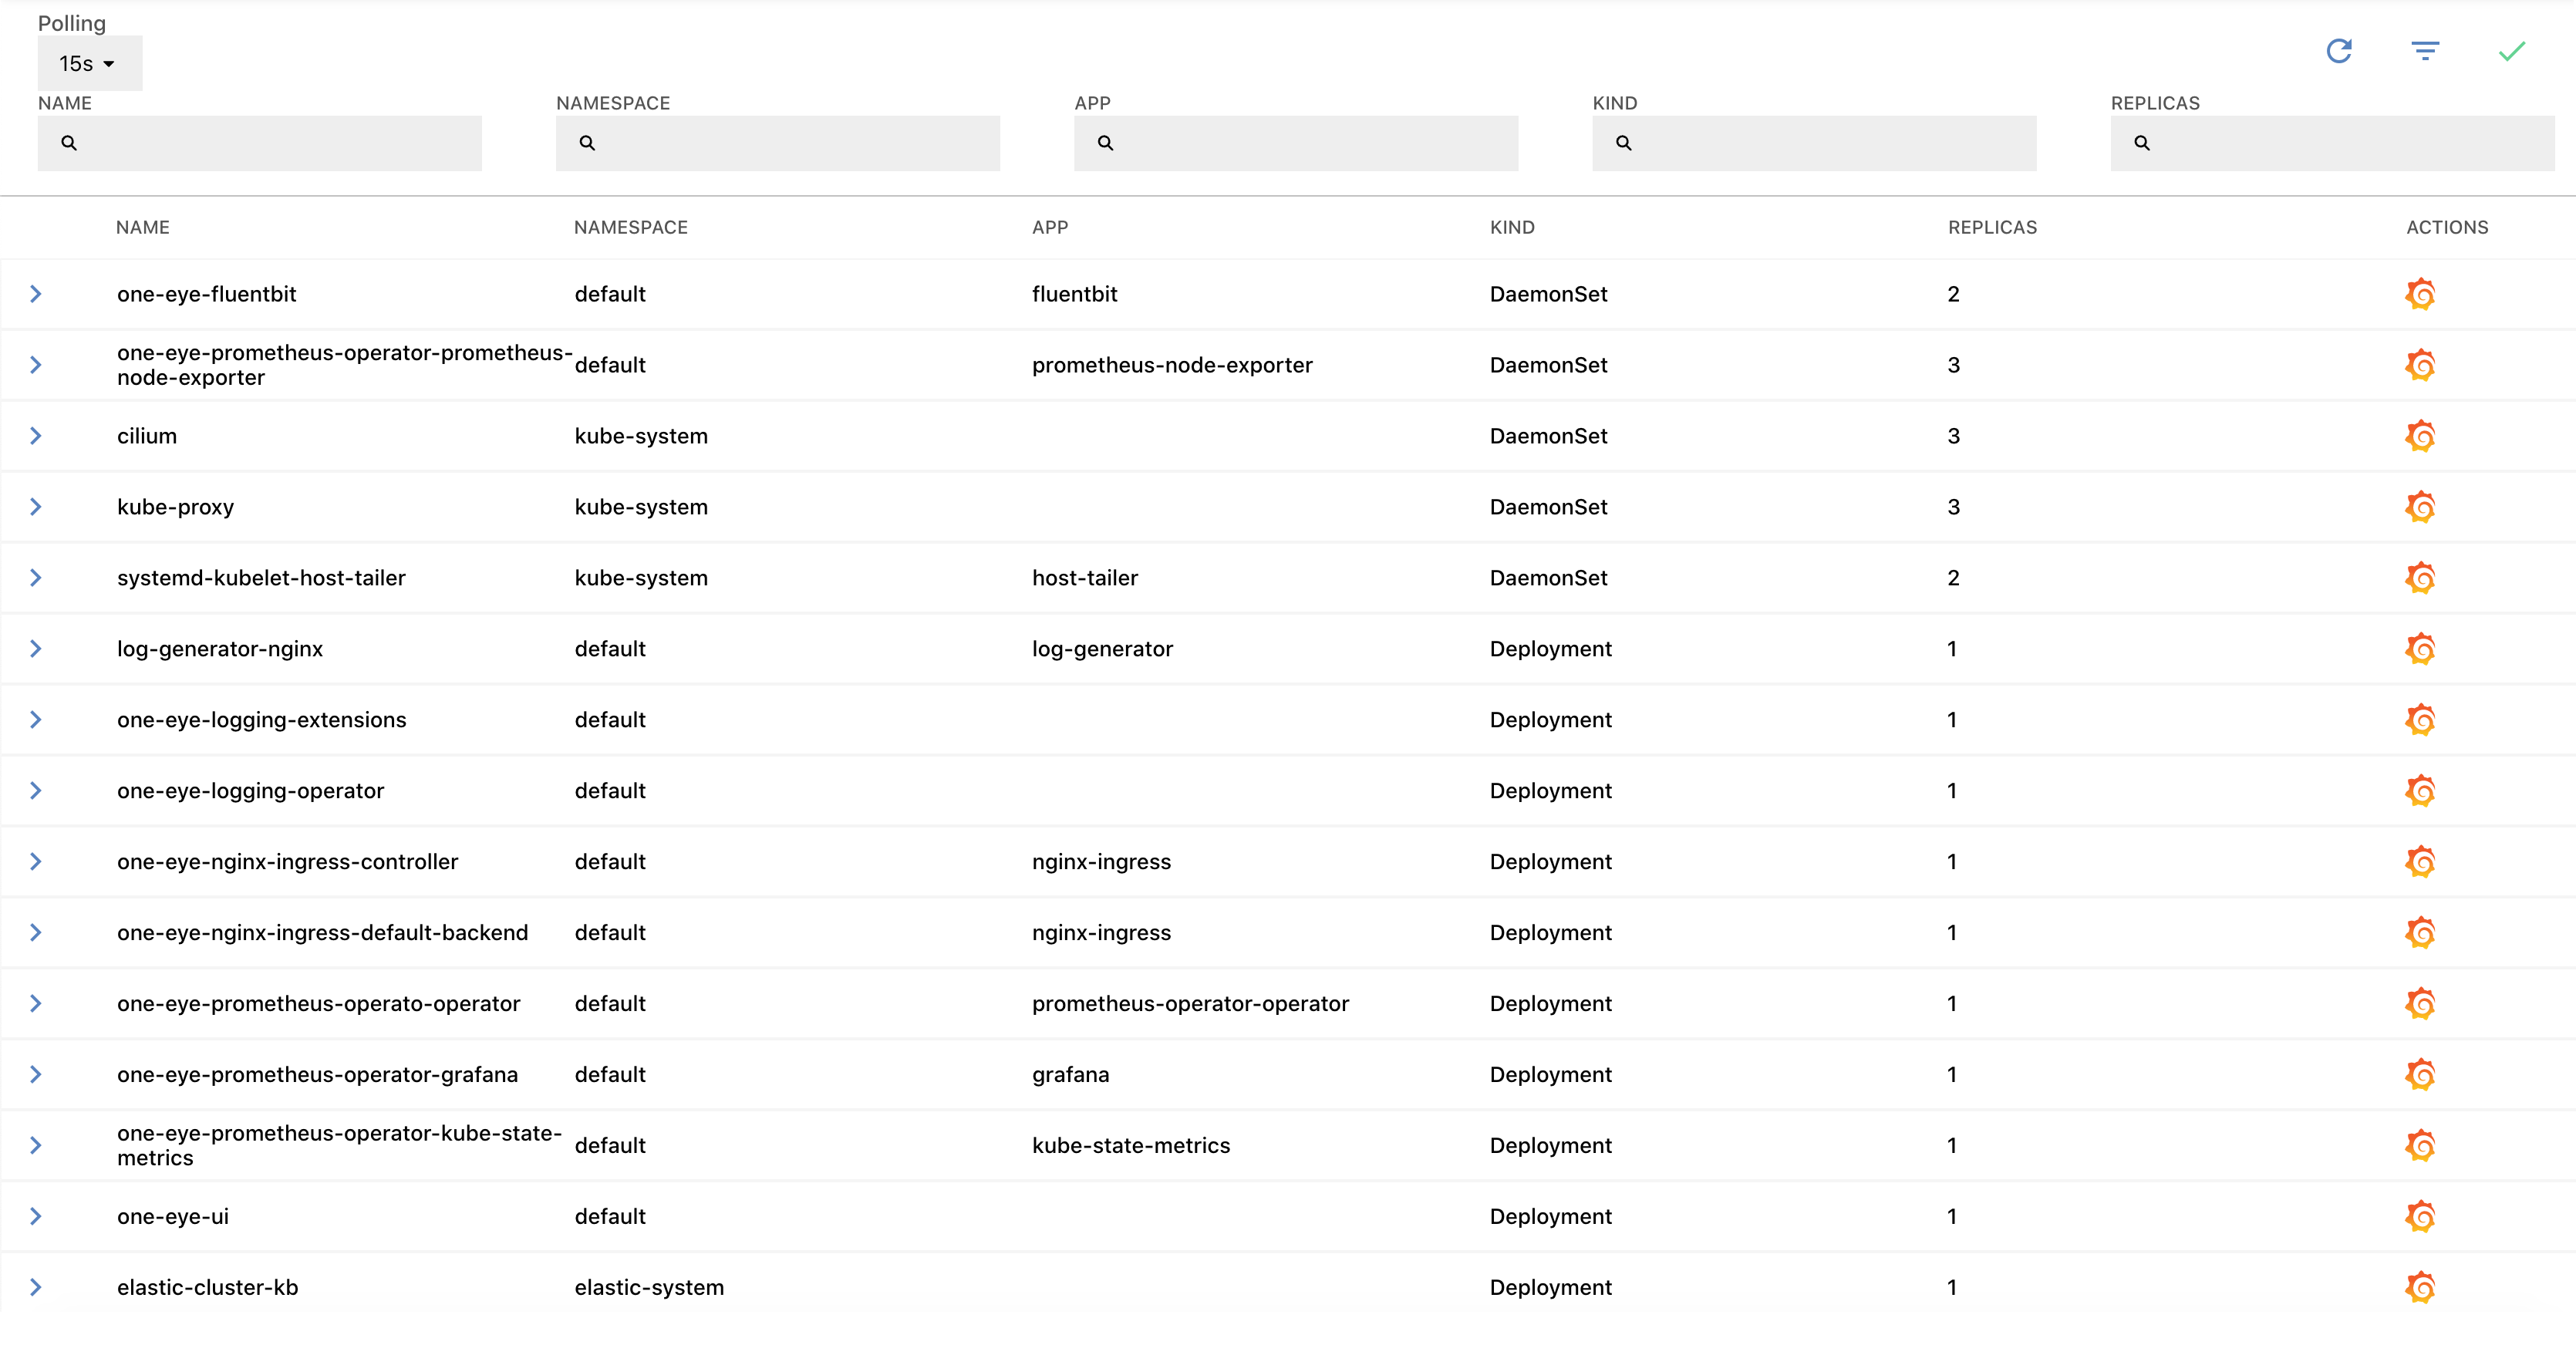 Polling
15s
NAME NAMESPACE APP KIND REPLICAS
NAME NAMESPACE APP KIND REPLICAS ACTIONS
one-eye-fluentbit default fluentbit DaemonSet 2
one-eye-prometheus-operator-prometheus-
node-exporter default prometheus-node-exporter DaemonSet 3
cilium kube-system DaemonSet 3
kube-proxy kube-system DaemonSet 3
systemd-kubelet-host-tailer kube-system host-tailer DaemonSet 2
log-generator-nginx default log-generator Deployment 1
one-eye-logging-extensions default Deployment 1
one-eye-logging-operator default Deployment 1
one-eye-nginx-ingress-controller default nginx-ingress Deployment 1
one-eye-nginx-ingress-default-backend default nginx-ingress Deployment 1
one-eye-prometheus-operato-operator default prometheus-operator-operator Deployment 1
one-eye-prometheus-operator-grafana default grafana Deployment 1
one-eye-prometheus-operator-kube-state-
metrics default kube-state-metrics Deployment 1
one-eye-ui default Deployment 1
elastic-cluster-kb elastic-system Deployment 1